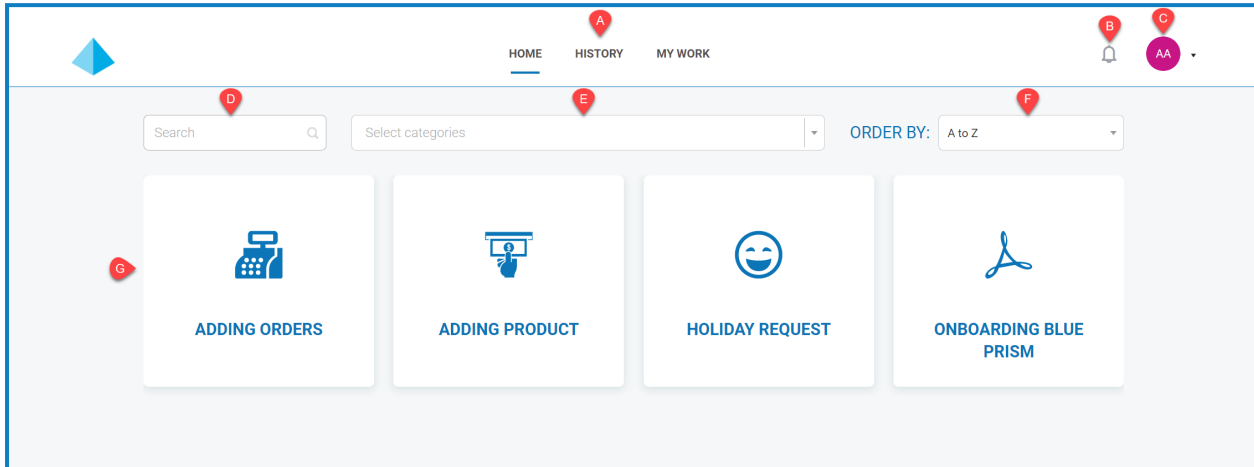 A
B
C
HOME HISTORY MY WORK
AA
D
E
F
Search
Select categories
ORDER BY: A to Z
$
G
ADDING ORDERS
ADDING PRODUCT
HOLIDAY REQUEST
ONBOARDING BLUE
PRISM